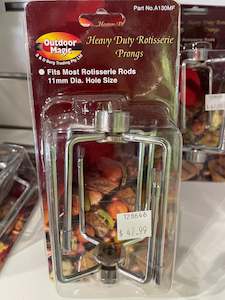 Part No.A130MF
Heavy Duty Rotisserie
Prongs
Outdoor
Magic
• Fits Most Rotisserie Rods
11mm Dia. Hole Size
128646
$ 42.99